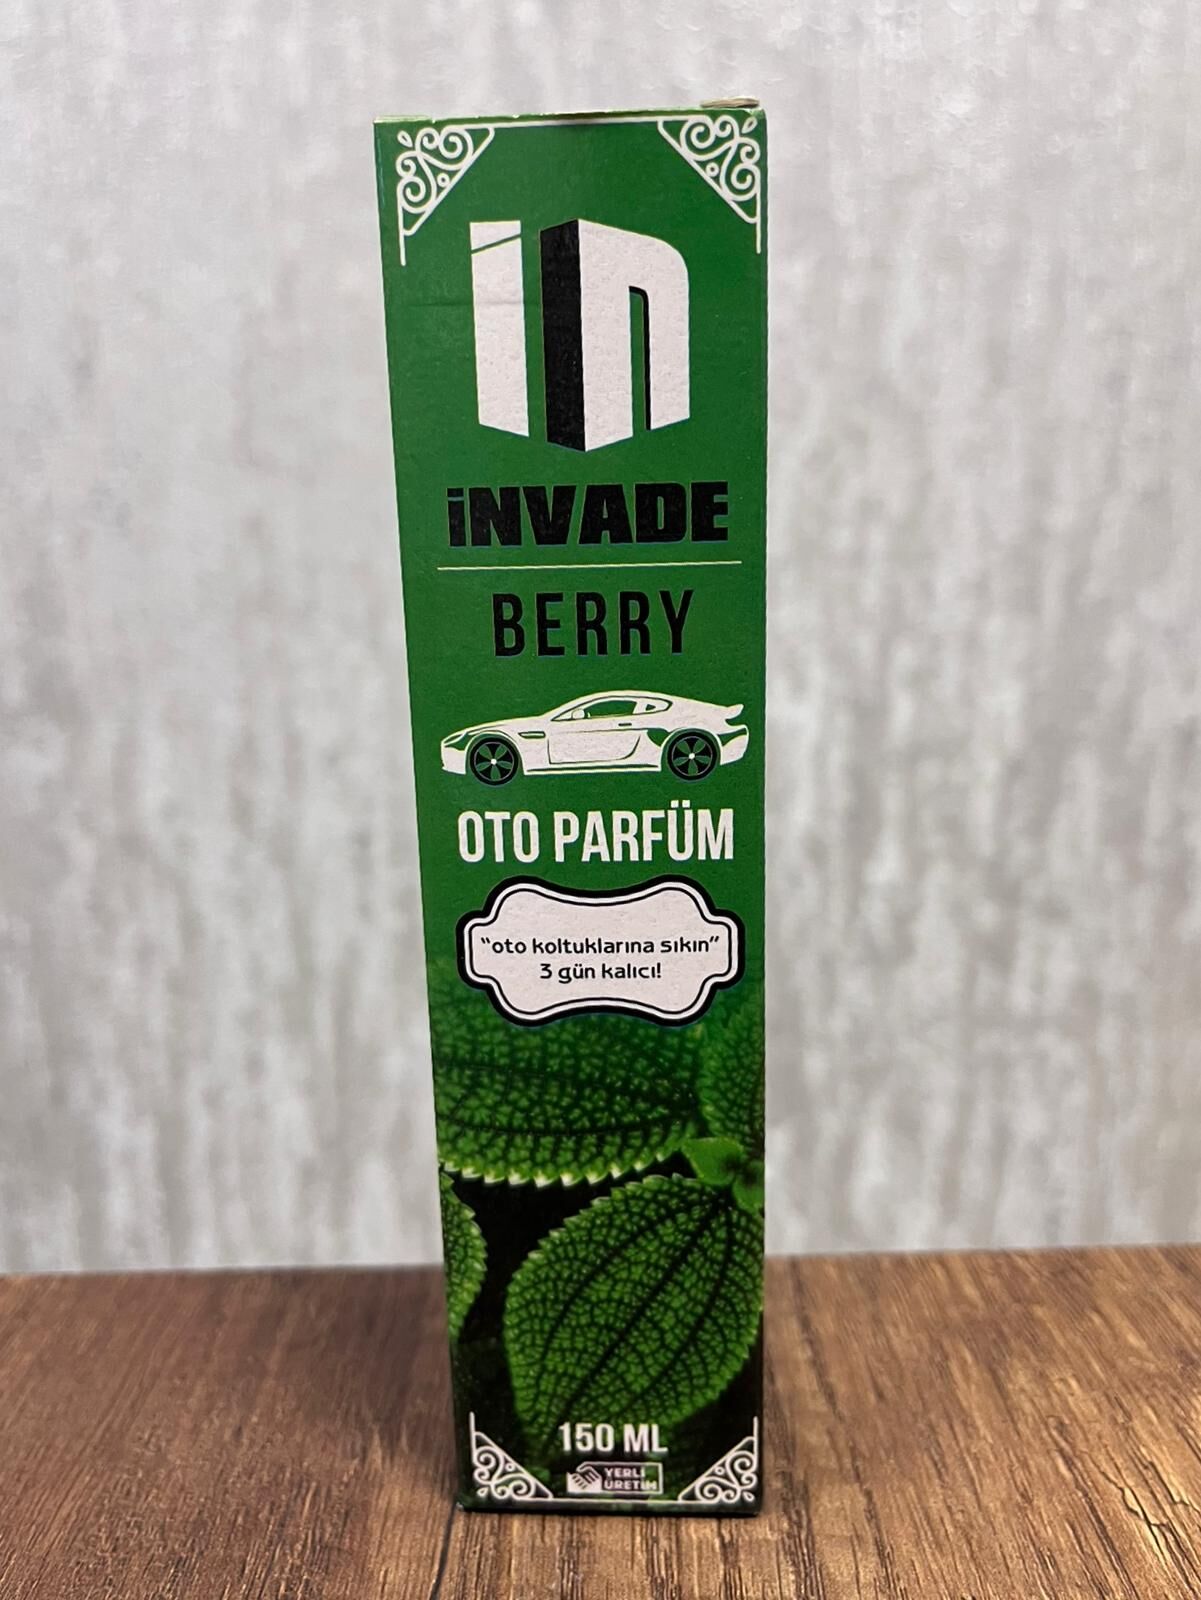 in
iNVADE
BERRY
OTO PARFÜM
"oto koltuklarına sıkın"
3 gün kalıcı!
150 ML
YERLİ
ÜRETİM